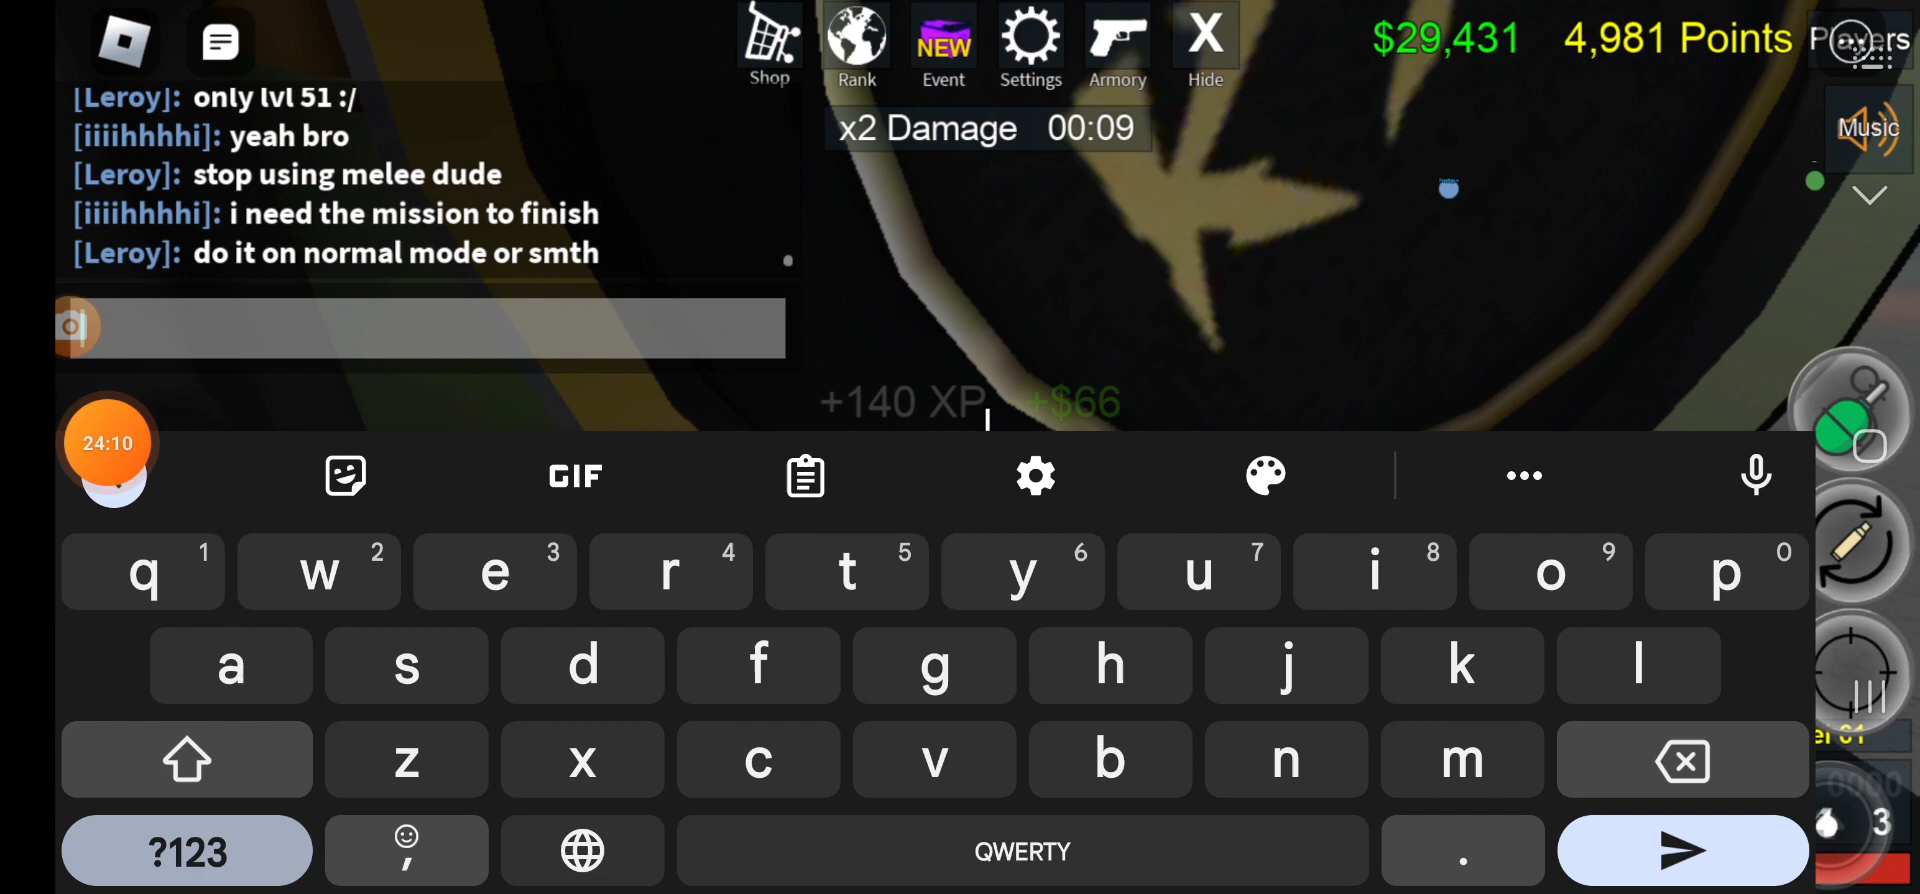 Shop
Rank
NEW
Event
Settings
Armory
X
Hide
$29,431
4,981 Points
Players
x2 Damage 00:09
Music
[Leroy]: only lvl 51 :/
[iiiihhhhi]: yeah bro
[Leroy]: stop using melee dude
[iiiihhhhi]: i need the mission to finish
[Leroy]: do it on normal mode or smth
+140 XP +$66
24:10
GIF
q 1 w 2 e 3 r 4 t 5 y 6 u 7 i 8 o 9 p 0
a s d f g h j k l
z x c v b n m
?123 , QWERTY .
0000
3